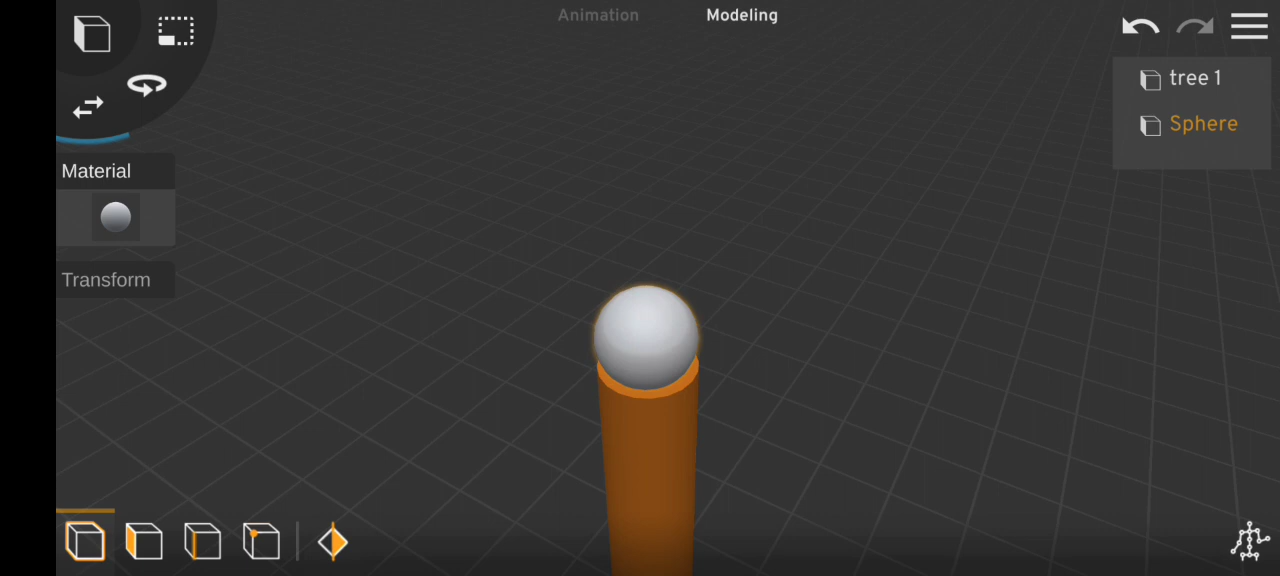 Animation
Modeling
tree 1
Sphere
Material
Transform